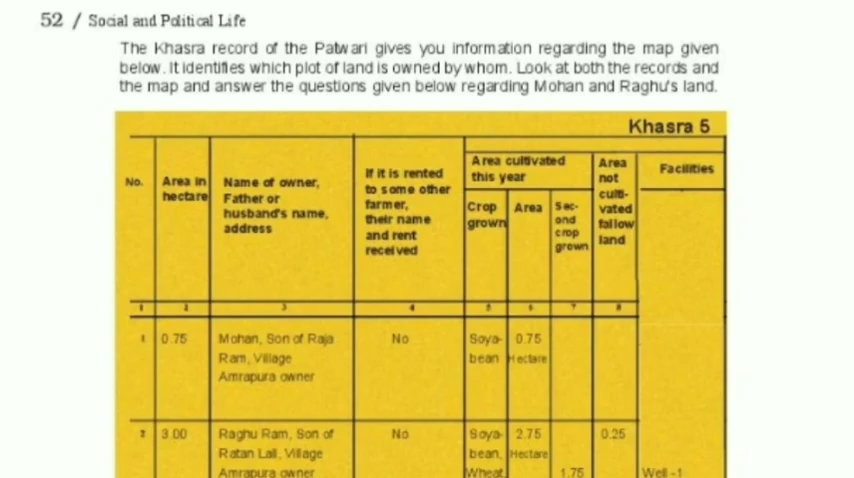 52 / Social and Political Life
The Khasra record of the Patwari gives you information regarding the map given
below. It identifies which plot of land is owned by whom. Look at both the records and
the map and answer the questions given below regarding Mohan and Raghu's land.
Khasra 5
No.
Area in
hectare
Name of owner,
Father or
husband's name,
address
If it is rented
to some other
farmer,
their name
and rent
received
Area cultivated
this year
Crop
grown
Area
Sec-
ond
crop
grown
Area
not
culti-
vated
fallow
land
Facilities
1 2 3 4 5 6 7 8
1 0.75 Mohan, Son of Raja No Soya- 0.75
Ram, Village bean Hectare
Amrapura owner
2 3.00 Raghu Ram, Son of No Soya- 2.75 0.25
Ratan Lall, Village bean, Hectare
Amrapura owner Wheat 1.75 Well -1